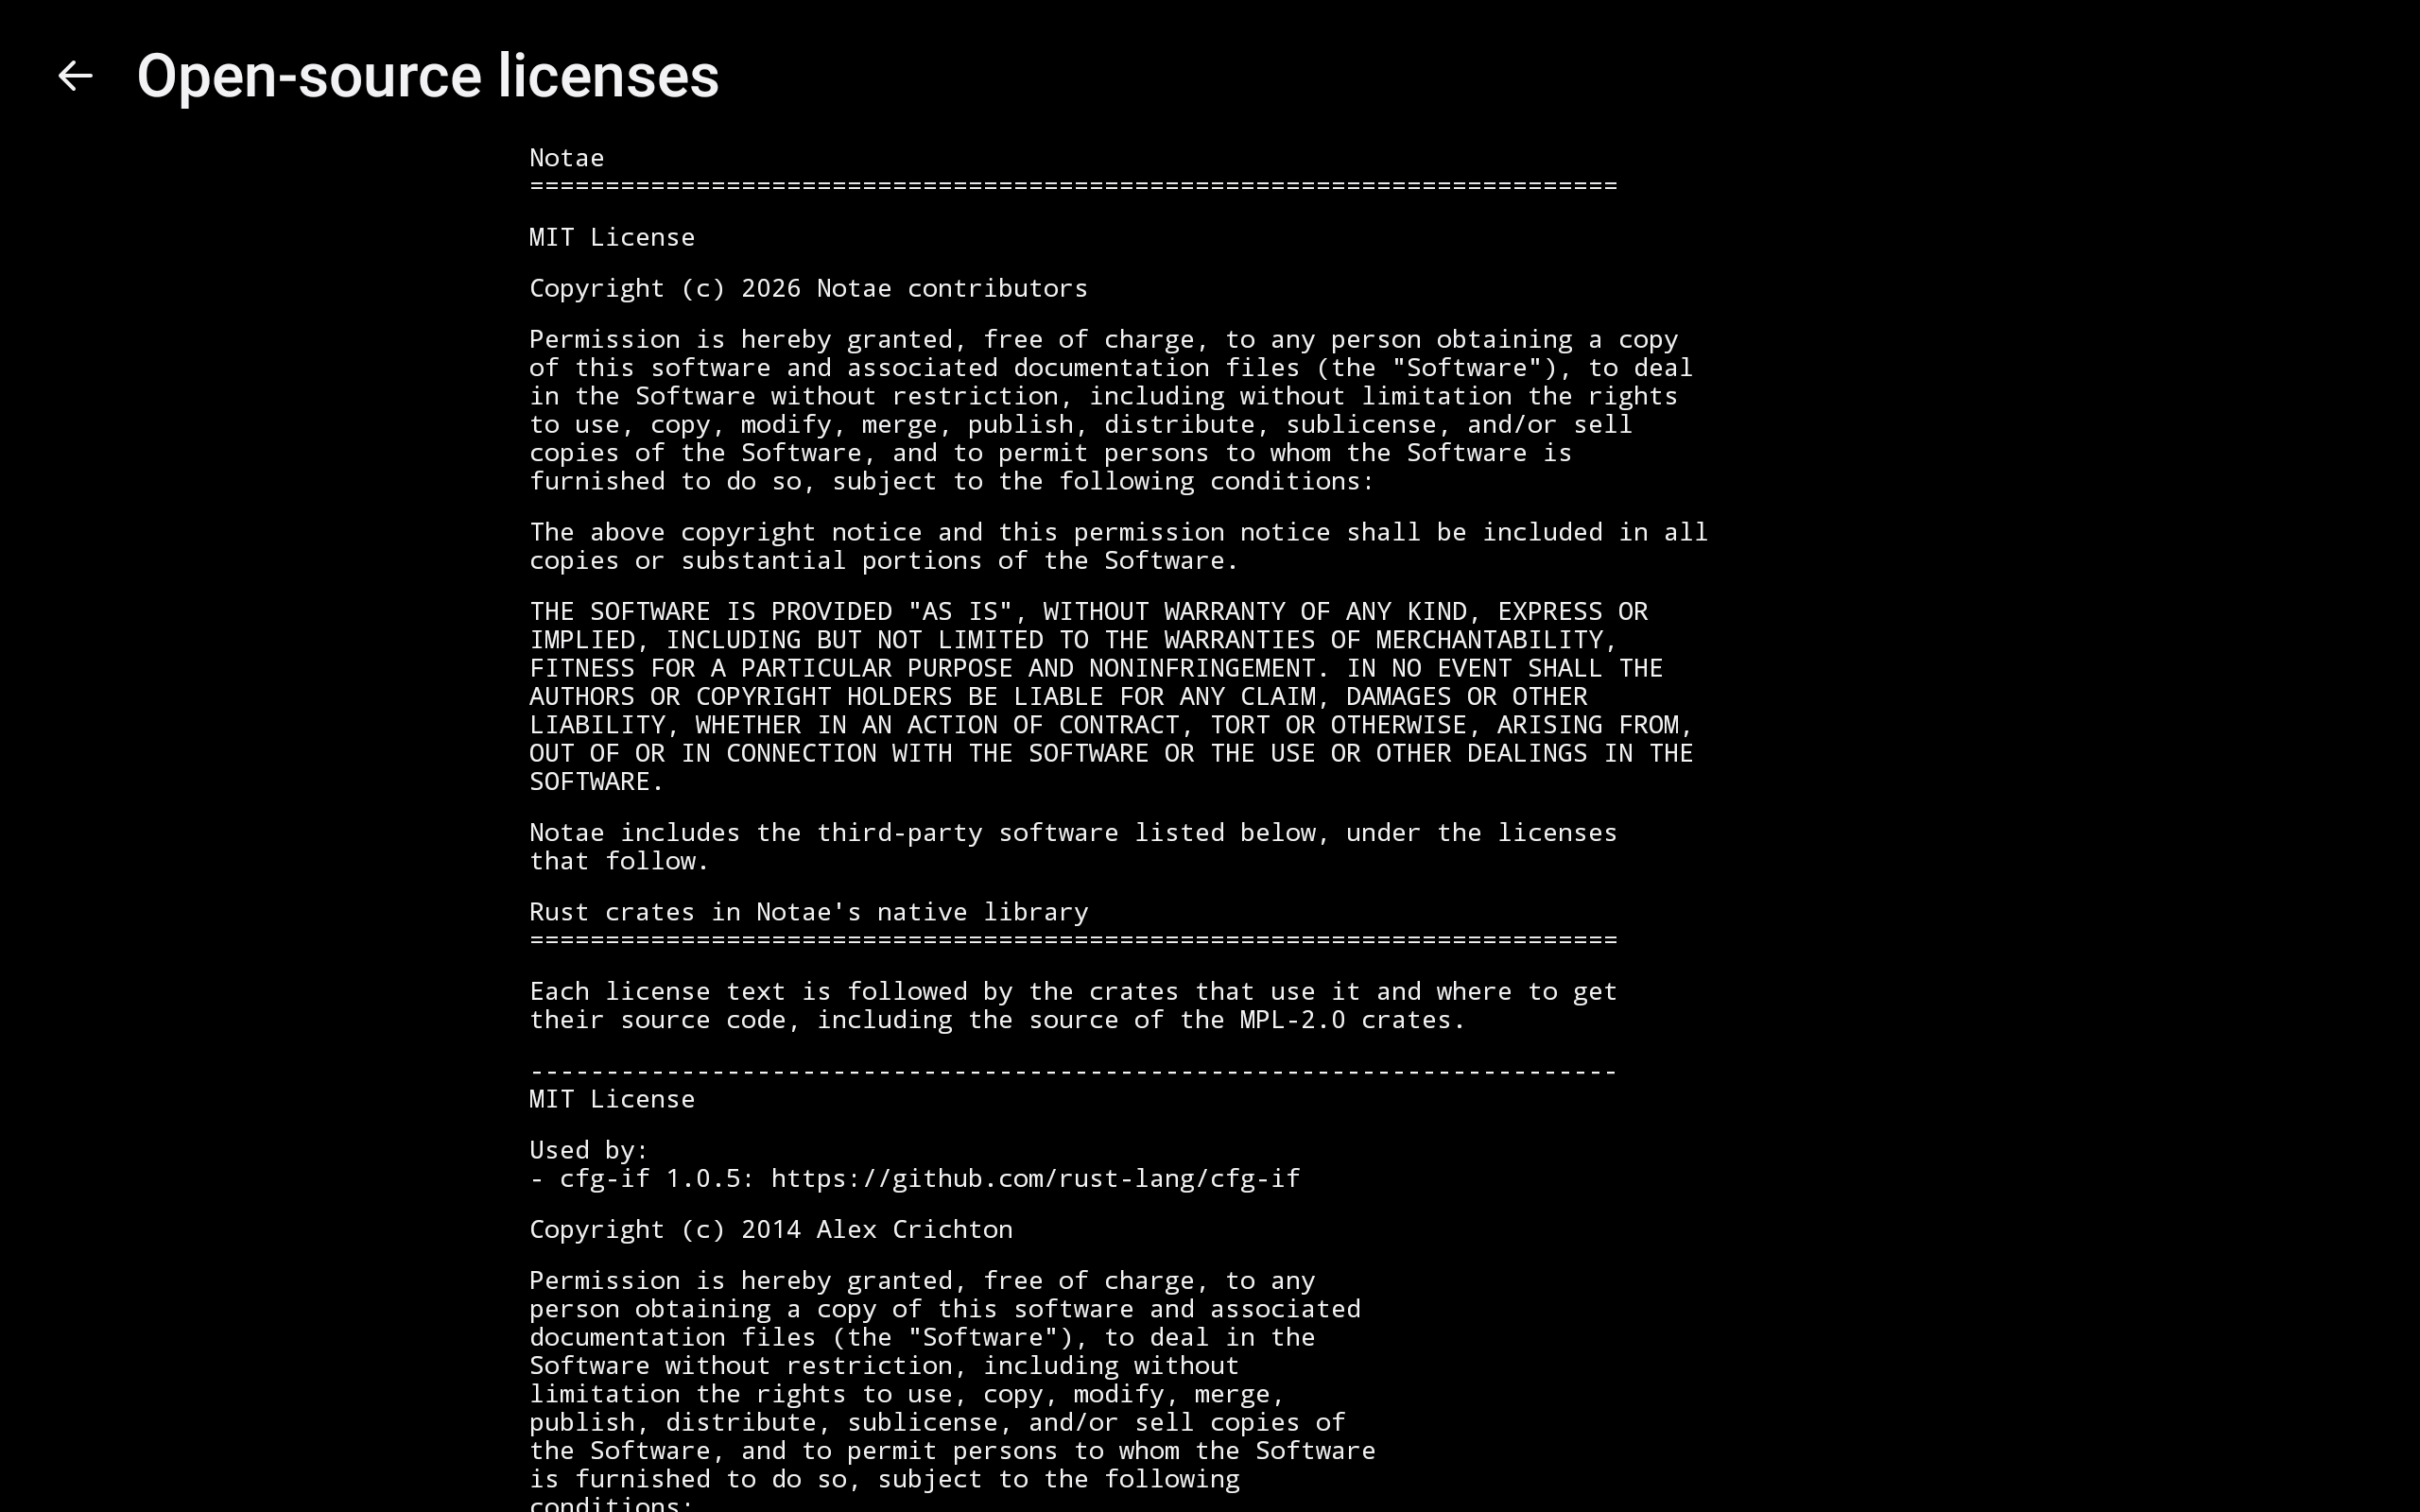 Open-source licenses
Notae
========================================================================
MIT License
Copyright (c) 2026 Notae contributors
Permission is hereby granted, free of charge, to any person obtaining a copy
of this software and associated documentation files (the "Software"), to deal
in the Software without restriction, including without limitation the rights
to use, copy, modify, merge, publish, distribute, sublicense, and/or sell
copies of the Software, and to permit persons to whom the Software is
furnished to do so, subject to the following conditions:
The above copyright notice and this permission notice shall be included in all
copies or substantial portions of the Software.
THE SOFTWARE IS PROVIDED "AS IS", WITHOUT WARRANTY OF ANY KIND, EXPRESS OR
IMPLIED, INCLUDING BUT NOT LIMITED TO THE WARRANTIES OF MERCHANTABILITY,
FITNESS FOR A PARTICULAR PURPOSE AND NONINFRINGEMENT. IN NO EVENT SHALL THE
AUTHORS OR COPYRIGHT HOLDERS BE LIABLE FOR ANY CLAIM, DAMAGES OR OTHER
LIABILITY, WHETHER IN AN ACTION OF CONTRACT, TORT OR OTHERWISE, ARISING FROM,
OUT OF OR IN CONNECTION WITH THE SOFTWARE OR THE USE OR OTHER DEALINGS IN THE
SOFTWARE.
Notae includes the third-party software listed below, under the licenses
that follow.
Rust crates in Notae's native library
========================================================================
Each license text is followed by the crates that use it and where to get
their source code, including the source of the MPL-2.0 crates.
------------------------------------------------------------------------
MIT License
Used by:
- cfg-if 1.0.5: https://github.com/rust-lang/cfg-if
Copyright (c) 2014 Alex Crichton
Permission is hereby granted, free of charge, to any
person obtaining a copy of this software and associated
documentation files (the "Software"), to deal in the
Software without restriction, including without
limitation the rights to use, copy, modify, merge,
publish, distribute, sublicense, and/or sell copies of
the Software, and to permit persons to whom the Software
is furnished to do so, subject to the following
conditions: